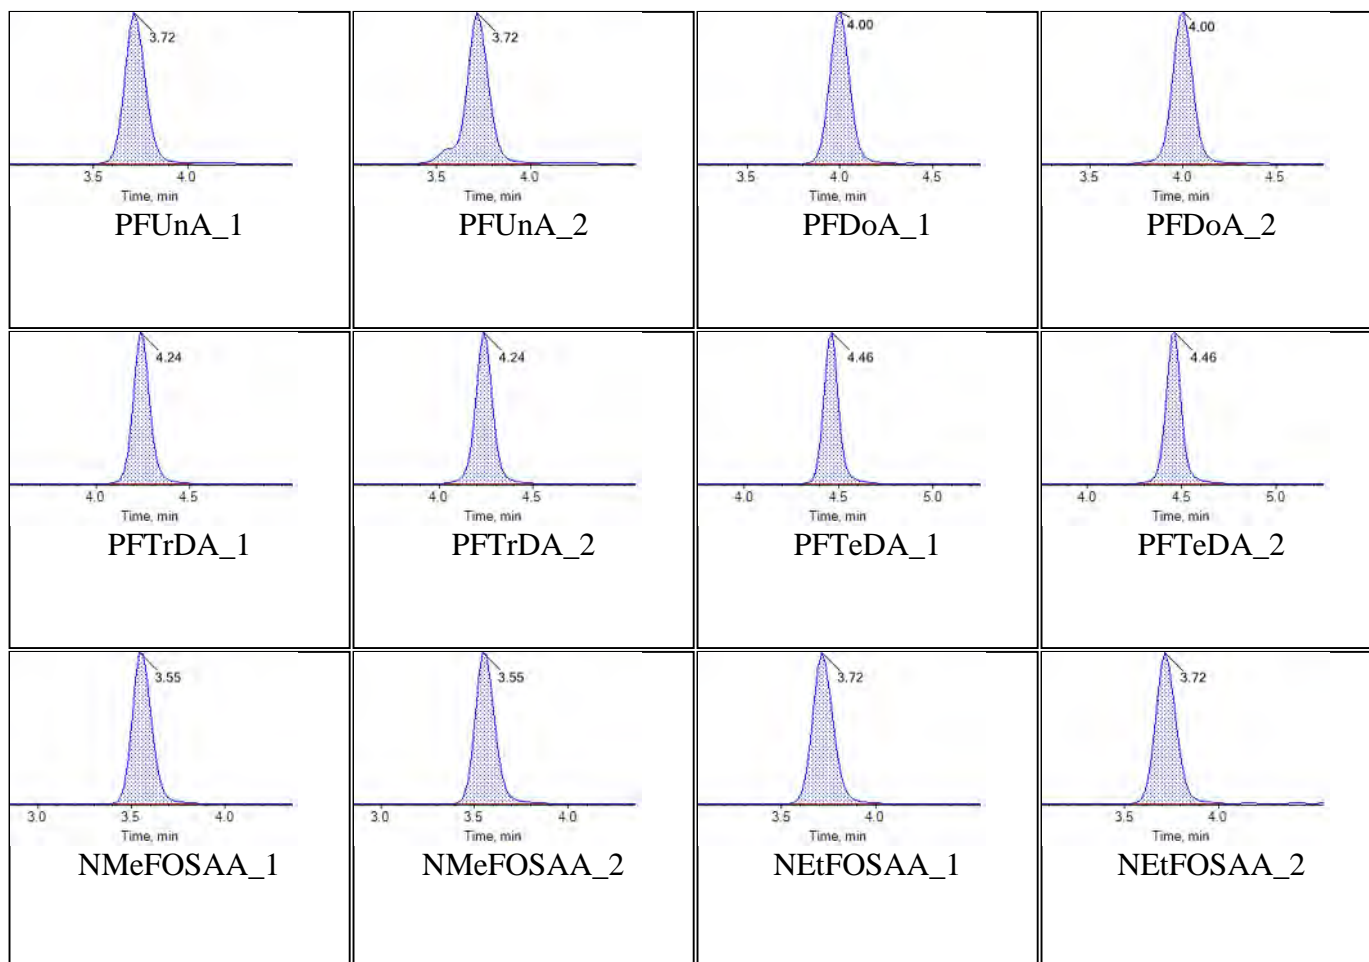 3.72 3.72 4.00 4.00
3.5 4.0 3.5 4.0 3.5 4.0 4.5 3.5 4.0 4.5
Time, min Time, min Time, min Time, min
PFUnA_1 PFUnA_2 PFDoA_1 PFDoA_2
4.24 4.24 4.46 4.46
4.0 4.5 4.0 4.5 4.0 4.5 5.0 4.0 4.5 5.0
Time, min Time, min Time, min Time, min
PFTrDA_1 PFTrDA_2 PFTeDA_1 PFTeDA_2
3.55 3.55 3.72 3.72
3.0 3.5 4.0 3.0 3.5 4.0 3.5 4.0 3.5 4.0
Time, min Time, min Time, min Time, min
NMeFOSAA_1 NMeFOSAA_2 NEtFOSAA_1 NEtFOSAA_2